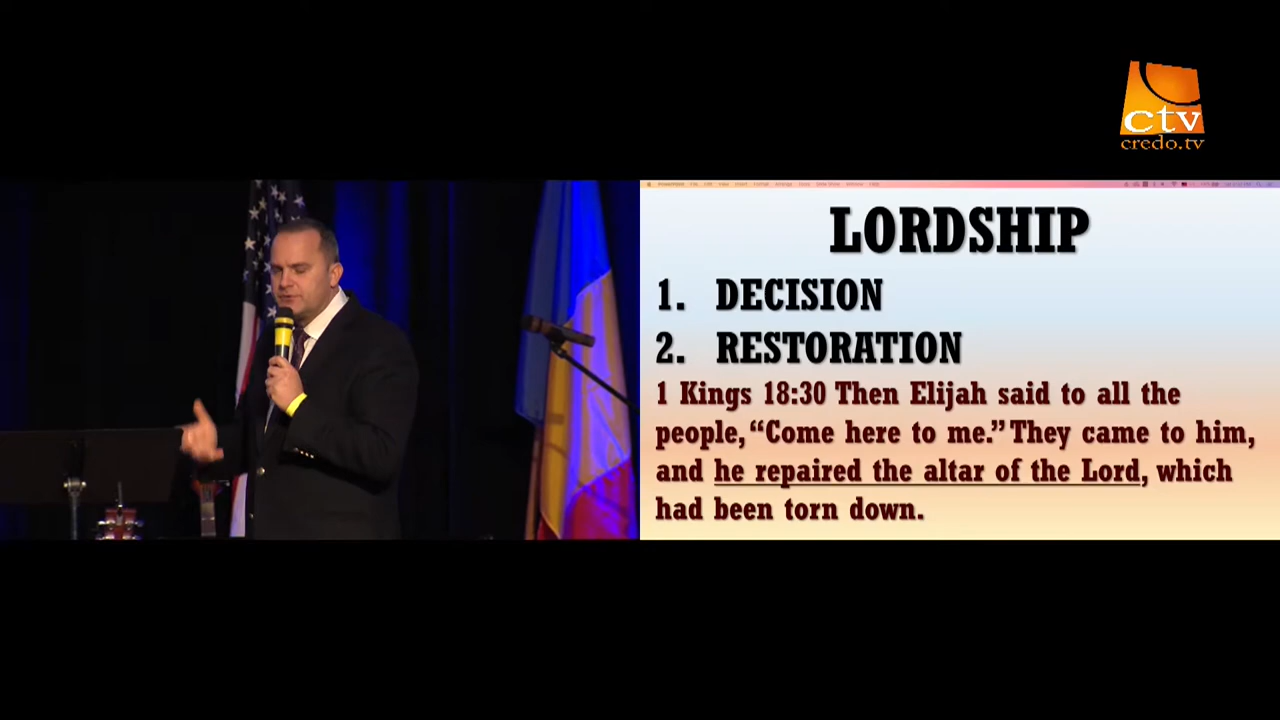 ctv
credo.tv
LORDSHIP
1. DECISION
2. RESTORATION
1 Kings 18:30 Then Elijah said to all the
people, “Come here to me.” They came to him,
and he repaired the altar of the Lord, which
had been torn down.